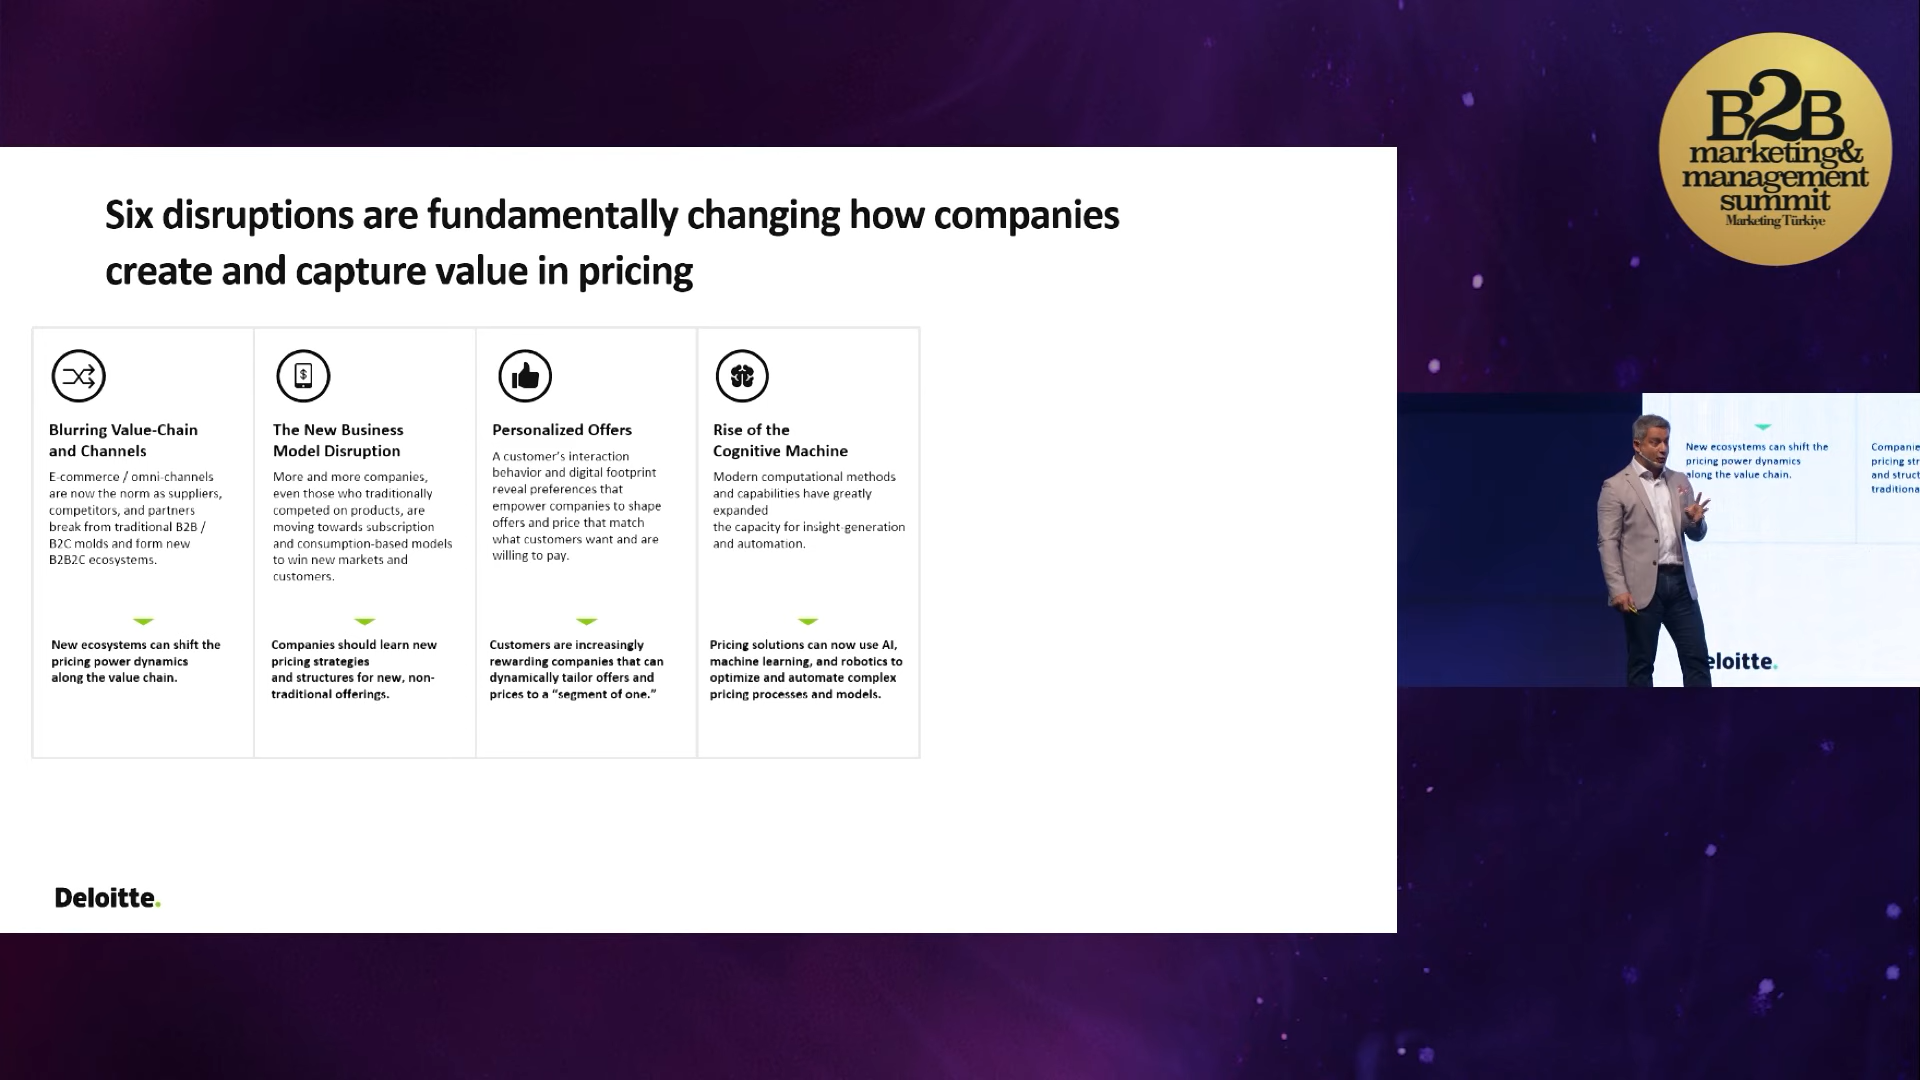 B2B
marketing&
management
summit
Marketing Türkiye
Six disruptions are fundamentally changing how companies
create and capture value in pricing
Blurring Value-Chain
and Channels
E-commerce / omni-channels
are now the norm as suppliers,
competitors, and partners
break from traditional B2B /
B2C molds and form new
B2B2C ecosystems.
New ecosystems can shift the
pricing power dynamics
along the value chain.
The New Business
Model Disruption
More and more companies,
even those who traditionally
competed on products, are
moving towards subscription
and consumption-based models
to win new markets and
customers.
Companies should learn new
pricing strategies
and structures for new, non-
traditional offerings.
Personalized Offers
A customer's interaction
behavior and digital footprint
reveal preferences that
empower companies to shape
offers and price that match
what customers want and are
willing to pay.
Customers are increasingly
rewarding companies that can
dynamically tailor offers and
prices to a “segment of one.”
Rise of the
Cognitive Machine
Modern computational methods
and capabilities have greatly
expanded
the capacity for insight-generation
and automation.
Pricing solutions can now use AI,
machine learning, and robotics to
optimize and automate complex
pricing processes and models.
Deloitte.
New ecosystems can shift the
pricing power dynamics
along the value chain.
Companie
pricing str
and struct
traditiona
eloitte.